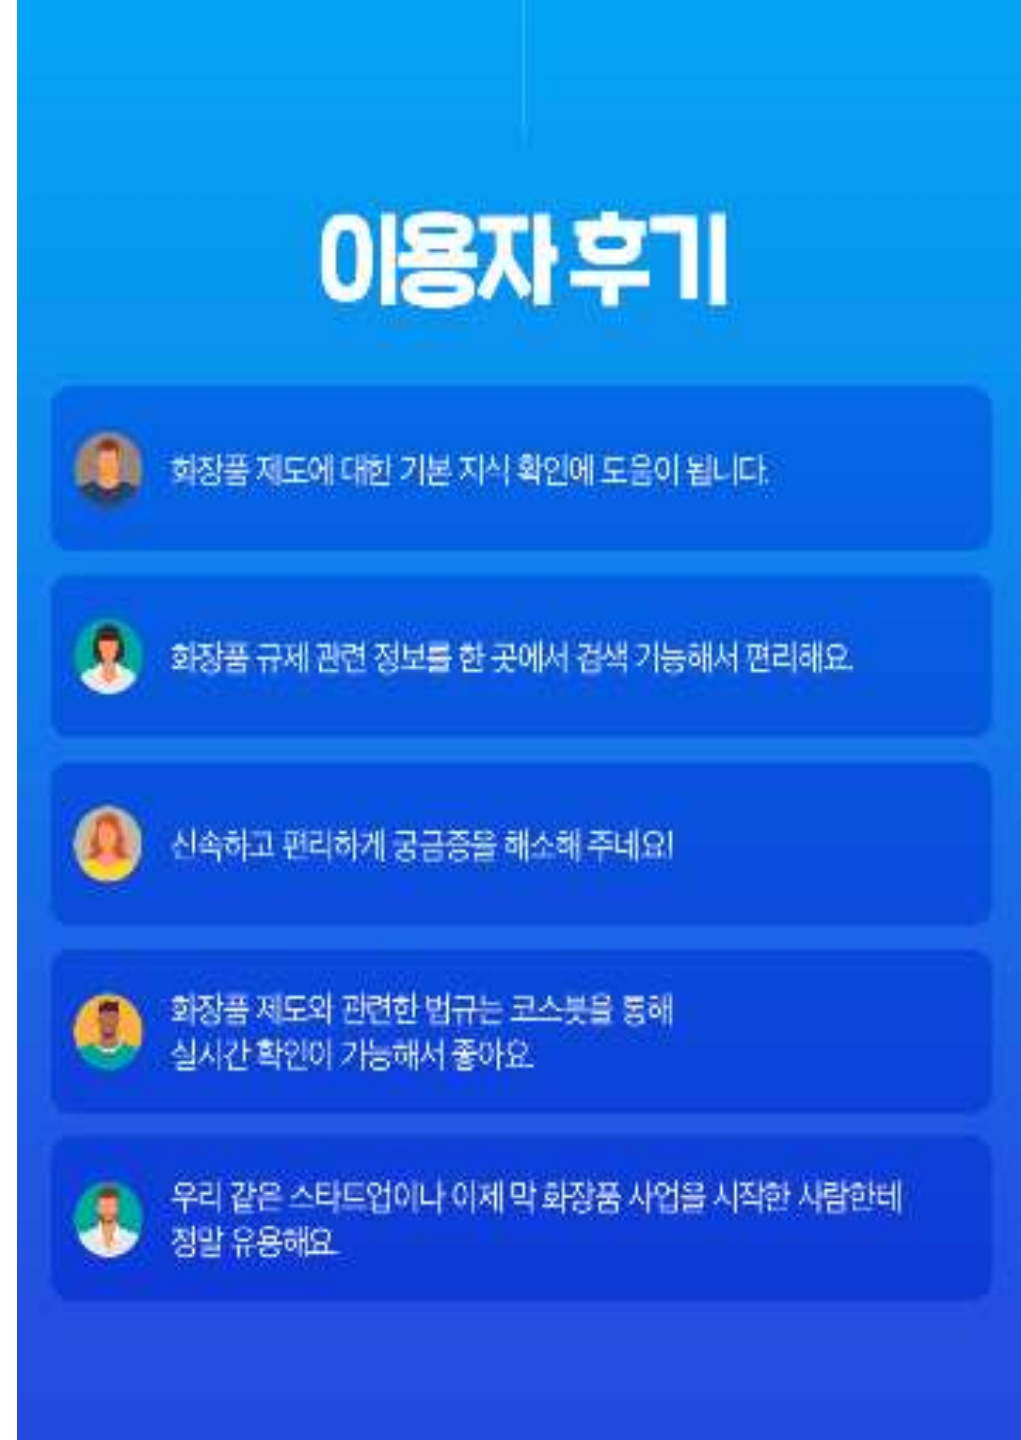 이용자 후기
화장품 제도에 대한 기본 지식 확인에 도움이 됩니다.
화장품 규제 관련 정보를 한 곳에서 검색 가능해서 편리해요.
신속하고 편리하게 궁금증을 해소해 주네요!
화장품 제도와 관련한 법규는 코스봇을 통해
실시간 확인이 가능해서 좋아요.
우리 같은 스타트업이나 이제 막 화장품 사업을 시작한 사람한테
정말 유용해요.